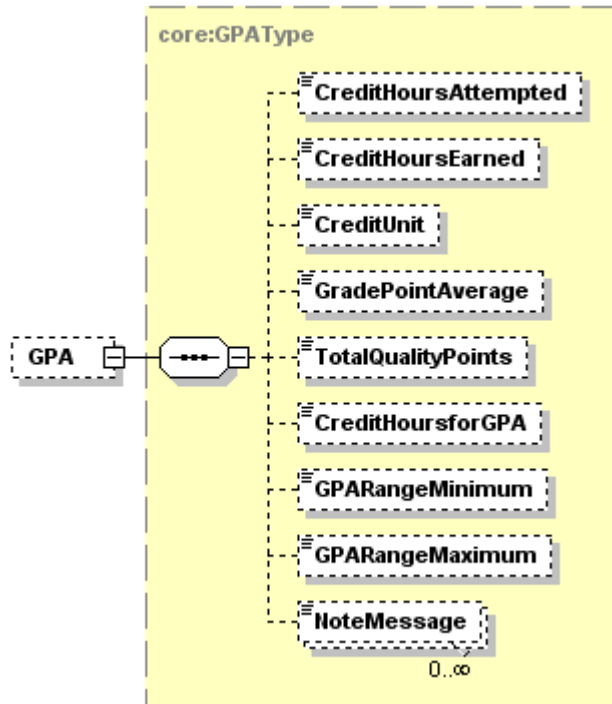 core:GPAType
CreditHoursAttempted
CreditHoursEarned
CreditUnit
GradePointAverage
GPA
TotalQualityPoints
CreditHoursforGPA
GPARangeMinimum
GPARangeMaximum
NoteMessage
0..∞